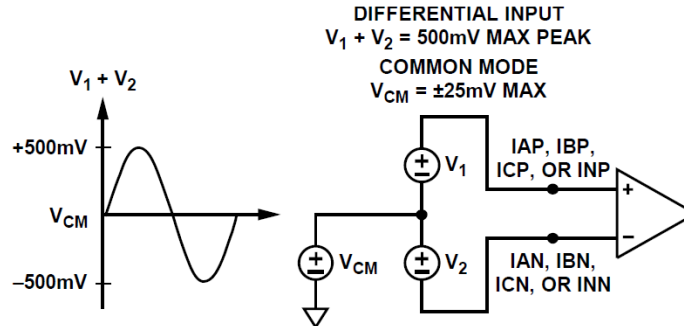 DIFFERENTIAL INPUT
V1 + V2 = 500mV MAX PEAK
COMMON MODE
VCM = ±25mV MAX
V1 + V2
+500mV
VCM
–500mV
V1
IAP, IBP,
ICP, OR INP
+
–
VCM
V2
IAN, IBN,
ICN, OR INN